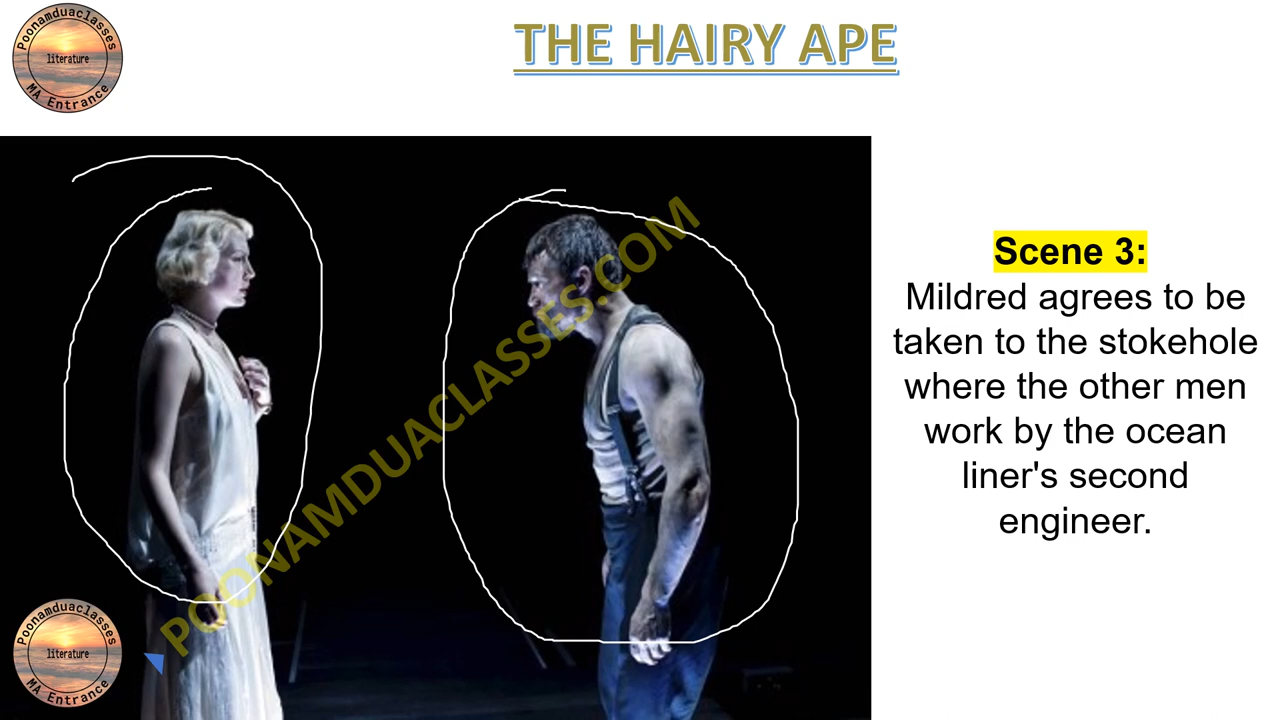 Poonamduaclasses
literature
MA Entrance
THE HAIRY APE
POONAMDUACLASSES.COM
Scene 3:
Mildred agrees to be
taken to the stokehole
where the other men
work by the ocean
liner's second
engineer.
Poonamduaclasses
literature
MA Entrance